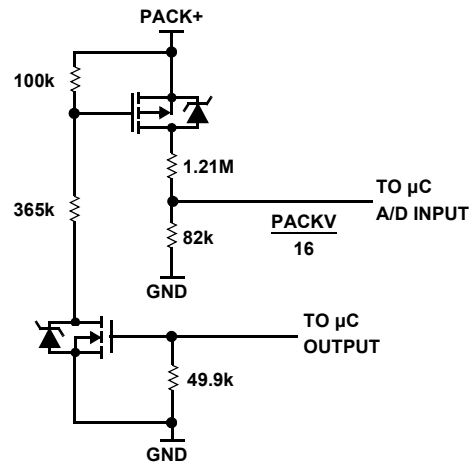 PACK+
100k
1.21M
365k
TO µC
A/D INPUT
PACKV
16
82k
GND
TO µC
OUTPUT
49.9k
GND